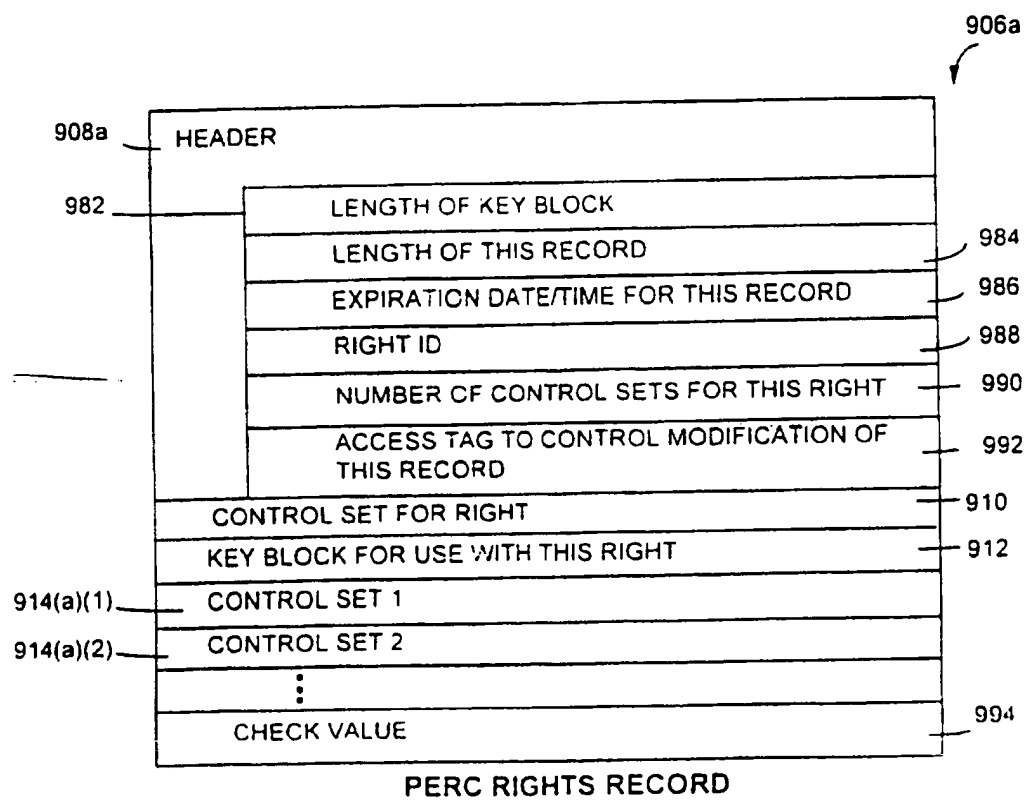 906a
908a
HEADER
982
LENGTH OF KEY BLOCK
LENGTH OF THIS RECORD
984
EXPIRATION DATE/TIME FOR THIS RECORD
986
RIGHT ID
988
NUMBER CF CONTROL SETS FOR THIS RIGHT
990
ACCESS TAG TO CONTROL MODIFICATION OF
THIS RECORD
992
CONTROL SET FOR RIGHT
910
KEY BLOCK FOR USE WITH THIS RIGHT
912
914(a)(1)
CONTROL SET 1
914(a)(2)
CONTROL SET 2
CHECK VALUE
994
PERC RIGHTS RECORD